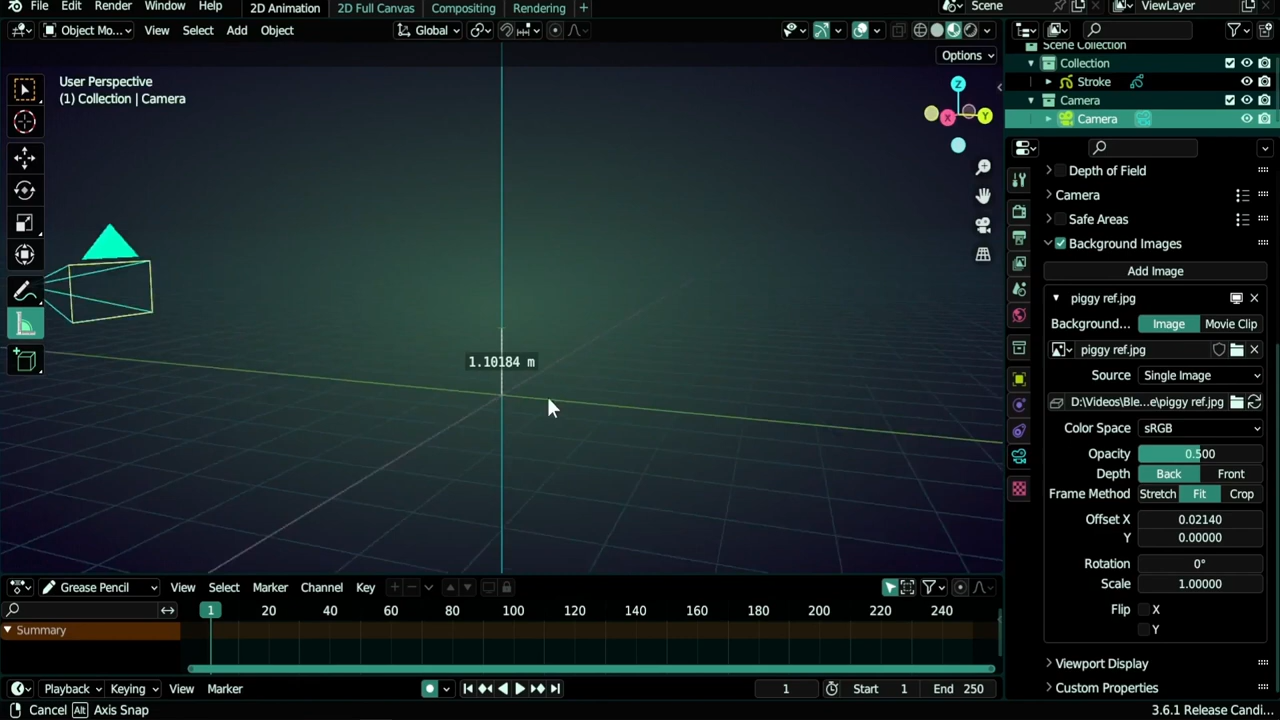 File Edit Render Window Help 2D Animation 2D Full Canvas Compositing Rendering + Scene ViewLayer
Object Mo... View Select Add Object Global
Options
User Perspective
(1) Collection | Camera
Z
X
Y
1.10184 m
Scene Collection
Collection
Stroke
Camera
Camera
Depth of Field
Camera
Safe Areas
Background Images
Add Image
piggy ref.jpg
Background... Image Movie Clip
piggy ref.jpg
Source Single Image
D:\Videos\Ble...e\piggy ref.jpg
Color Space sRGB
Opacity 0.500
Depth Back Front
Frame Method Stretch Fit Crop
Offset X 0.02140
Y 0.00000
Rotation 0°
Scale 1.00000
Flip X
Y
Viewport Display
Custom Properties
Grease Pencil View Select Marker Channel Key
1 20 40 60 80 100 120 140 160 180 200 220 240
Summary
Playback Keying View Marker 1 Start 1 End 250
Cancel Alt Axis Snap 3.6.1 Release Candi...